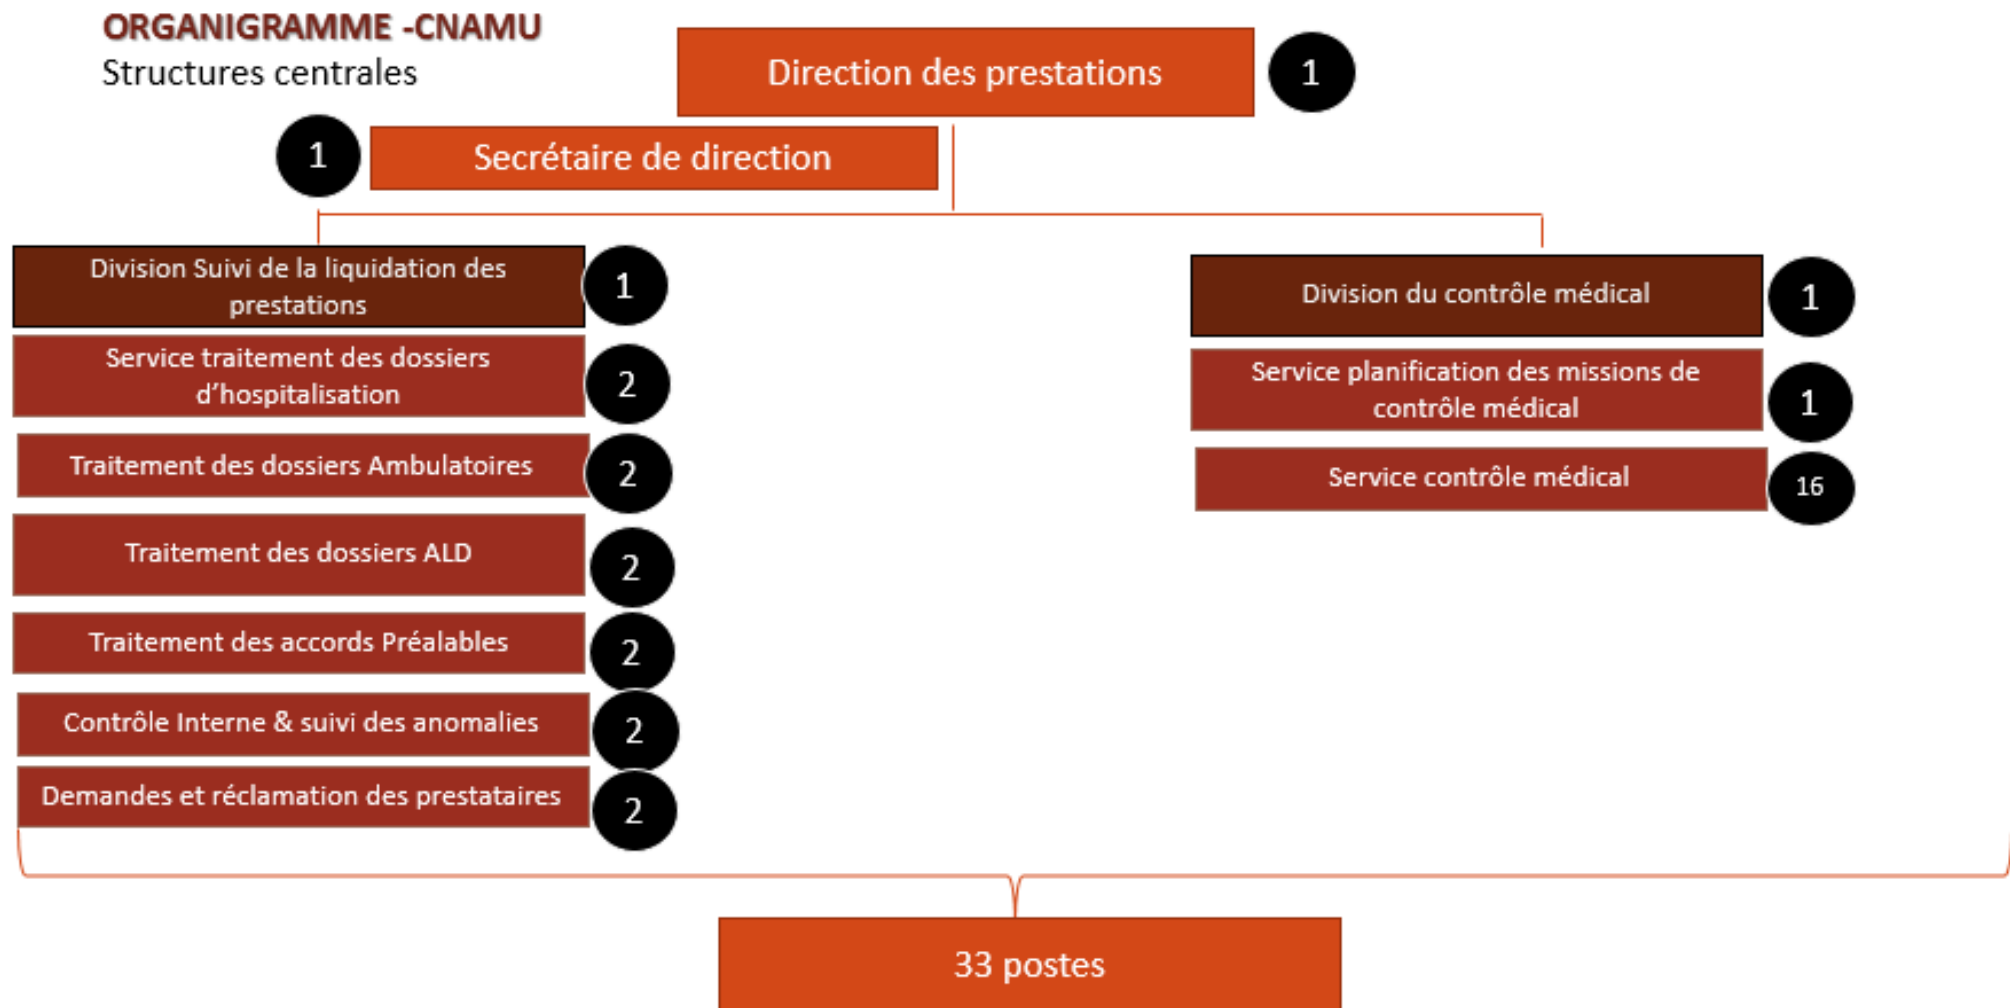 ORGANIGRAMME -CNAMU
Structures centrales
Direction des prestations
1
1
Secrétaire de direction
Division Suivi de la liquidation des
prestations
1
Service traitement des dossiers
d’hospitalisation
2
Traitement des dossiers Ambulatoires
2
Traitement des dossiers ALD
2
Traitement des accords Préalables
2
Contrôle Interne & suivi des anomalies
2
Demandes et réclamation des prestataires
2
Division du contrôle médical
1
Service planification des missions de
contrôle médical
1
Service contrôle médical
16
33 postes